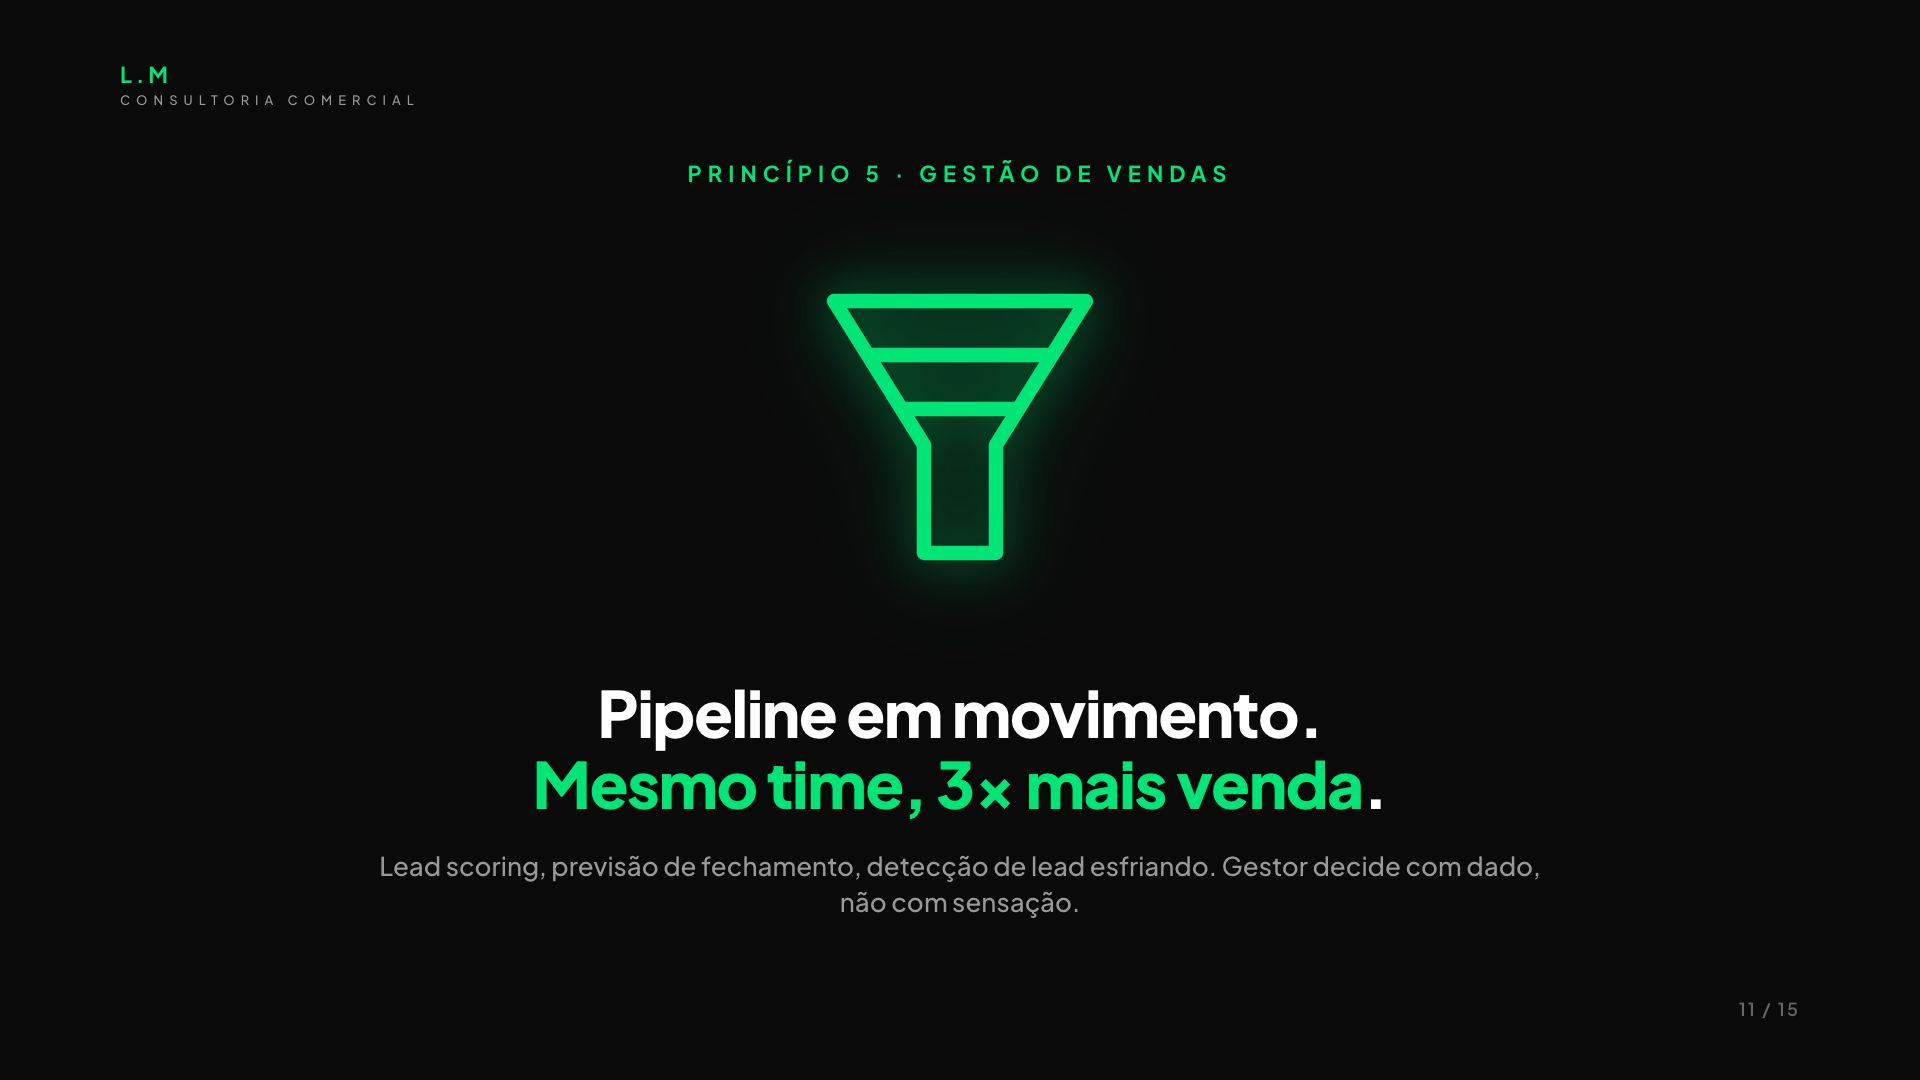 L.M
CONSULTORIA COMERCIAL
PRINCÍPIO 5 · GESTÃO DE VENDAS
Pipeline em movimento.
Mesmo time, 3× mais venda.
Lead scoring, previsão de fechamento, detecção de lead esfriando. Gestor decide com dado,
não com sensação.
11 / 15